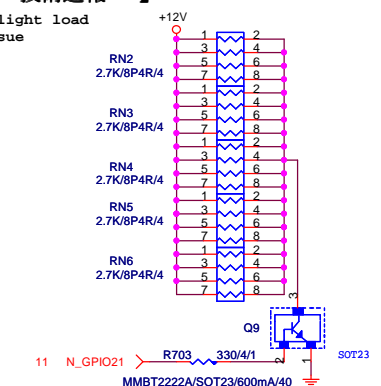 light load
sue
+12V
1 2
3 4
RN2
5 6
2.7K/8P4R/4
7 8
1 2
3 4
RN3
5 6
2.7K/8P4R/4
7 8
1 2
3 4
RN4
5 6
2.7K/8P4R/4
7 8
1 2
RN5
3 4
5 6
2.7K/8P4R/4
7 8
1 2
RN6
3 4
5 6
2.7K/8P4R/4
7 8
3
Q9
SOT23
R703 330/4/1
2 1
11 N_GPIO21
MMBT2222A/SOT23/600mA/40